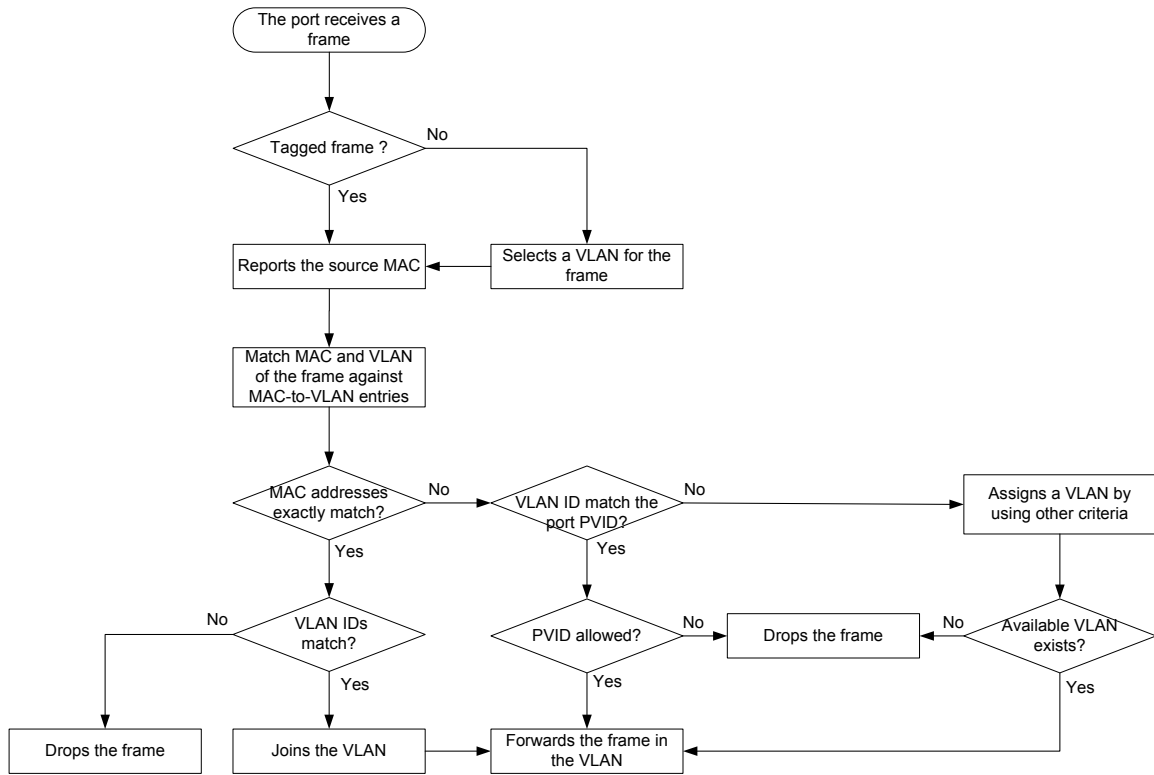 The port receives a
frame
Tagged frame ?
No
Yes
Reports the source MAC
Selects a VLAN for the
frame
Match MAC and VLAN
of the frame against
MAC-to-VLAN entries
MAC addresses
exactly match?
No
VLAN ID match the
port PVID?
No
Assigns a VLAN by
using other criteria
Yes
Yes
No
VLAN IDs
match?
PVID allowed?
No
Drops the frame
No
Available VLAN
exists?
Yes
Yes
Yes
Drops the frame
Joins the VLAN
Forwards the frame in
the VLAN